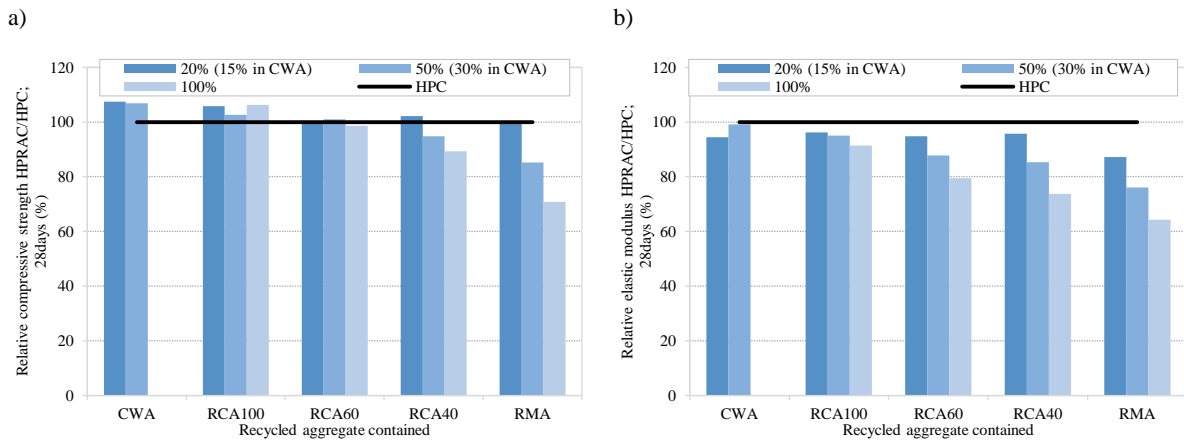 a)
120
100
80
60
40
20
0
Relative compressive strength HPRAC/HPC;
28days (%)
20% (15% in CWA)
50% (30% in CWA)
100%
HPC
CWA
RCA100
RCA60
RCA40
RMA
Recycled aggregate contained
b)
120
100
80
60
40
20
0
Relative elastic modulus HPRAC/HPC;
28days (%)
20% (15% in CWA)
50% (30% in CWA)
100%
HPC
CWA
RCA100
RCA60
RCA40
RMA
Recycled aggregate contained